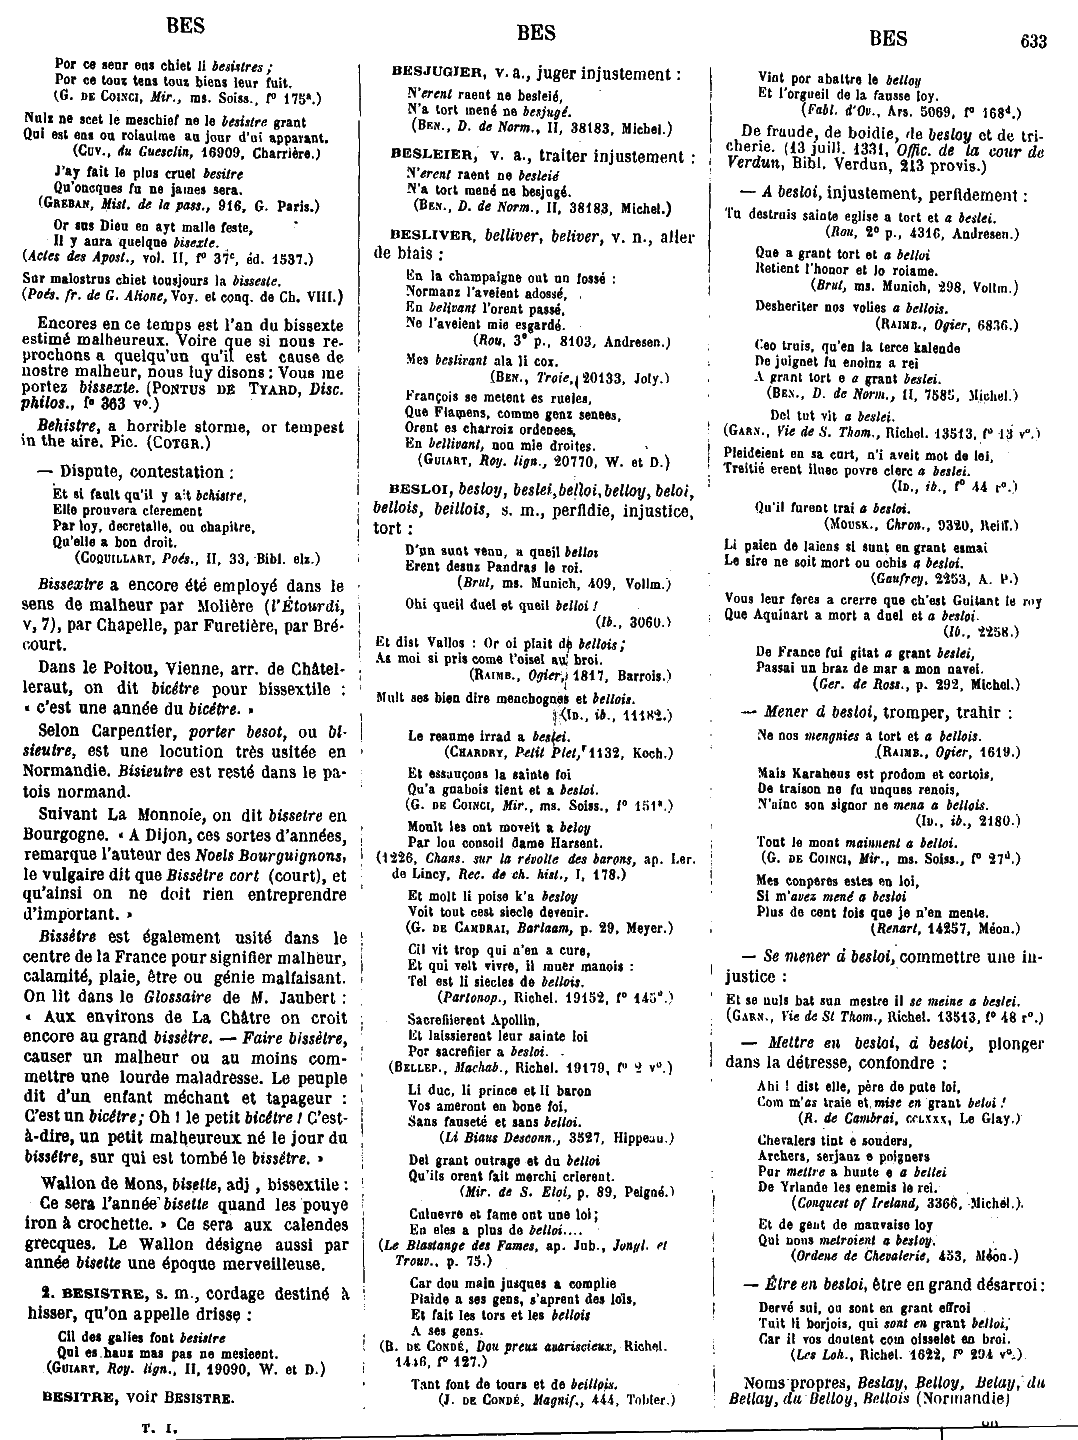 BES
BES
BES
633
Por ce seur eus chiet li besistres ;
Por ce touz tens touz biens leur fuit.
(G. DE COINCI, Mir., ms. Soiss., f° 175ª.)
Nulz ne scet le meschief ne le besistre grant
Qui est ens ou roiaulme au jour d'ui apparant.
(CUV., du Guesclin, 16909, Charrière.)
J'ay fait le plus cruel besitre
Qu'oncques fu ne james sera.
(GREBAN, Mist. de la pass., 916, G. Paris.)
Or sus Dieu en ayt malle feste,
Il y aura quelque bisexte.
(Actes des Apost., vol. II, f° 37ᶜ, éd. 1537.)
Sur malostrus chiet tousjours la bisseste.
(Poés. fr. de G. Alione, Voy. et conq. de Ch. VIII.)
Encores en ce temps est l'an du bissexte
estimé malheureux. Voire que si nous re-
prochons a quelqu'un qu'il est cause de
nostre malheur, nous luy disons : Vous me
portez bissexte. (PONTUS DE TYARD, Disc.
philos., f° 363 v°.)
Behistre, a horrible storme, or tempest
in the aire. Pic. (COTGR.)
— Dispute, contestation :
Et si fault qu'il y ait behistre,
Elle prouvera clerement
Par loy, decretalle, ou chapitre,
Qu'elle a bon droit.
(COQUILLART, Poés., II, 33, Bibl. elz.)
Bissextre a encore été employé dans le
sens de malheur par Molière (l'Étourdi,
v, 7), par Chapelle, par Furetière, par Bré-
court.
Dans le Poitou, Vienne, arr. de Châtel-
leraut, on dit bicêtre pour bissextile :
« c'est une année du bicêtre. »
Selon Carpentier, porter besot, ou bi-
sieutre, est une locution très usitée en
Normandie. Bisieutre est resté dans le pa-
tois normand.
Suivant La Monnoie, on dit bissetre en
Bourgogne. « A Dijon, ces sortes d'années,
remarque l'auteur des Noels Bourguignons,
le vulgaire dit que Bissêtre cort (court), et
qu'ainsi on ne doit rien entreprendre
d'important. »
Bissêtre est également usité dans le
centre de la France pour signifier malheur,
calamité, plaie, être ou génie malfaisant.
On lit dans le Glossaire de M. Jaubert :
« Aux environs de La Châtre on croit
encore au grand bissêtre. — Faire bissêtre,
causer un malheur ou au moins com-
mettre une lourde maladresse. Le peuple
dit d'un enfant méchant et tapageur :
C'est un bicêtre ; Oh ! le petit bicêtre ! C'est-
à-dire, un petit malheureux né le jour du
bissêtre, sur qui est tombé le bissêtre. »
Wallon de Mons, bisette, adj , bissextile :
Ce sera l'année bisette quand les pouye
iron à crochette. » Ce sera aux calendes
grecques. Le Wallon désigne aussi par
année bisette une époque merveilleuse.
2. BESISTRE, s. m., cordage destiné à
hisser, qu'on appelle drisse :
Cil des galies font besistre
Qui es haus mas pas ne mesieent.
(GUIART, Roy. lign., II, 19090, W. et D.)
BESITRE, voir BESISTRE.
T. I.
BESJUGIER, v. a., juger injustement :
N'erent raent ne besleié,
N'a tort mené ne besjugé.
(BEN., D. de Norm., II, 38183, Michel.)
BESLEIER, v. a., traiter injustement :
N'erent raent ne besleié
N'a tort mené ne besjugé.
(BEN., D. de Norm., II, 38183, Michel.)
BESLIVER, belliver, beliver, v. n., aller
de biais :
En la champaigne out un fossé :
Normanz l'aveient adossé,
En belivant l'orent passé,
Ne l'aveient mie esgardé.
(Rou, 3° p., 8103, Andresen.)
Mes beslirant ala li cox.
(BEN., Troie, 20133, Joly.)
François se metent es rueles,
Que Flamens, comme genz senees,
Orent es charroiz ordenees,
En bellivant, non mie droites.
(GUIART, Roy. lign., 20770, W. et D.)
BESLOI, besloy, beslei, belloi, belloy, beloi,
bellois, beillois, s. m., perfidie, injustice,
tort :
D'un sunt venu, a queil belloi
Erent desuz Pandras le roi.
(Brut, ms. Munich, 409, Vollm.)
Ohi queil duel et queil belloi !
(Ib., 3060.)
Et dist Vallos : Or oi plait de bellois ;
As moi si pris come l'oisel au broi.
(RAIMB., Ogier, 1817, Barrois.)
Mult ses bien dire menchognes et bellois.
(ID., ib., 11182.)
Le reaume irrad a beslei.
(CHARDRY, Petit Plet, 1132, Koch.)
Et essauçons la sainte foi
Qu'a gaabois tient et a besloi.
(G. DE COINCI, Mir., ms. Soiss., f° 151ª.)
Moult les ont moveit a beloy
Par lou consoil dame Harsent.
(1226, Chans. sur la révolte des barons, ap. Ler.
de Lincy, Rec. de ch. hist., I, 178.)
Et molt li poise k'a besloy
Voit tout cest siecle devenir.
(G. DE CAMBRAI, Barlaam, p. 29, Meyer.)
Cil vit trop qui n'en a cure,
Et qui velt vivre, il muer manois :
Tel est li siecles de bellois.
(Partonop., Richel. 19152, f° 145ᵃ.)
Sacrefiierent Apollin,
Et laissierent leur sainte loi
Por sacrefiier a besloi.
(BELLEP., Machab., Richel. 19179, f° 2 v°.)
Li duc, li prince et li baron
Vos ameront en bone foi,
Sans fauseté et sans belloi.
(Li Biaus Desconn., 3527, Hippeau.)
Del grant outrage et du belloi
Qu'ils orent fait merchi crierent.
(Mir. de S. Eloi, p. 89, Peigné.)
Culuevre et fame ont une loi ;
En eles a plus de belloi....
(Le Blastange des Fames, ap. Jub., Jongl. et
Trouv., p. 75.)
Car dou main jusques a complie
Plaide a ses gens, s'aprent des lois,
Et fait les tors et les bellois
A ses gens.
(B. DE CONDÉ, Dou preux avariscieux, Richel.
1446, f° 127.)
Tant font de tours et de beillois.
(J. DE CONDÉ, Magnif., 444, Tobler.)
Vint por abattre le belloy
Et l'orgueil de la fausse loy.
(Fabl. d'Ov., Ars. 5069, f° 168ᵈ.)
De fraude, de boidie, de besloy et de tri-
cherie. (13 juill. 1331, Offic. de la cour de
Verdun, Bibl. Verdun, 213 provis.)
— A besloi, injustement, perfidement :
Tu destruis sainte eglise a tort et a beslei.
(Rou, 2° p., 4316, Andresen.)
Que a grant tort et a belloi
Retient l'honor et lo roiame.
(Brut, ms. Munich, 298, Vollm.)
Desheriter nos volies a bellois.
(RAIMB., Ogier, 6836.)
Ceo truis, qu'en la terce kalende
De joignet fu enoinz a rei
A grant tort e a grant beslei.
(BEN., D. de Norm., II, 7585, Michel.)
Del tut vit a beslei.
(GARN., Vie de S. Thom., Richel. 13513, f° 13 v°.)
Pleideient en sa curt, n'i aveit mot de lei,
Treitié erent iluec povre clerc a beslei.
(ID., ib., f° 44 r°.)
Qu'il furent trai a besloi.
(MOUSK., Chron., 9320, Reiff.)
Li paien de laiens si sunt en grant esmai
Le sire ne soit mort ou ochis a besloi.
(Gaufrey, 2253, A. P.)
Vous leur feres a crerre que ch'est Guitant le roy
Que Aquinart a mort a duel et a besloi.
(Ib., 2258.)
De France fui gitat a grant beslei,
Passai un braz de mar a mon navei.
(Ger. de Ross., p. 292, Michel.)
— Mener a besloi, tromper, trahir :
Ne nos mengnies a tort et a bellois.
(RAIMB., Ogier, 1619.)
Mais Karaheus est prodom et cortois,
De traison ne fu unques renois,
N'ainc son signor ne mena a bellois.
(ID., ib., 2180.)
Tout le mont mainnent a belloi.
(G. DE COINCI, Mir., ms. Soiss., f° 27ᵈ.)
Mes conperes estes en loi,
Si m'avez mené a besloi
Plus de cent fois que je n'en mente.
(Renart, 14257, Méon.)
— Se mener à besloi, commettre une in-
justice :
Et se nuls bat sun mestre il se meine a beslei.
(GARN., Vie de St Thom., Richel. 13513, f° 48 r°.)
— Mettre en besloi, à besloi, plonger
dans la détresse, confondre :
Ahi ! dist elle, père de pute loi,
Com m'as traie et mise en grant beloi !
(R. de Cambrai, CCLXXX, Le Glay.)
Chevalers tint e souders,
Archers, serjanz e poigners
Pur mettre a hunte e a bellei
De Yrlande les enemis le rei.
(Conquest of Ireland, 3366, Michel.)
Et de gent de mauvaise loy
Qui nous metroient a besloy.
(Ordene de Chevalerie, 453, Méon.)
— Être en besloi, être en grand désarroi :
Dervé sui, ou sont en grant effroi
Tuit li borjois, qui sont en grant belloi,
Car il vos doutent com oisselet en broi.
(Les Loh., Richel. 1622, f° 294 v°.)
Noms propres, Beslay, Belloy, Belay, du
Bellay, du Belloy, Bellois (Normandie)